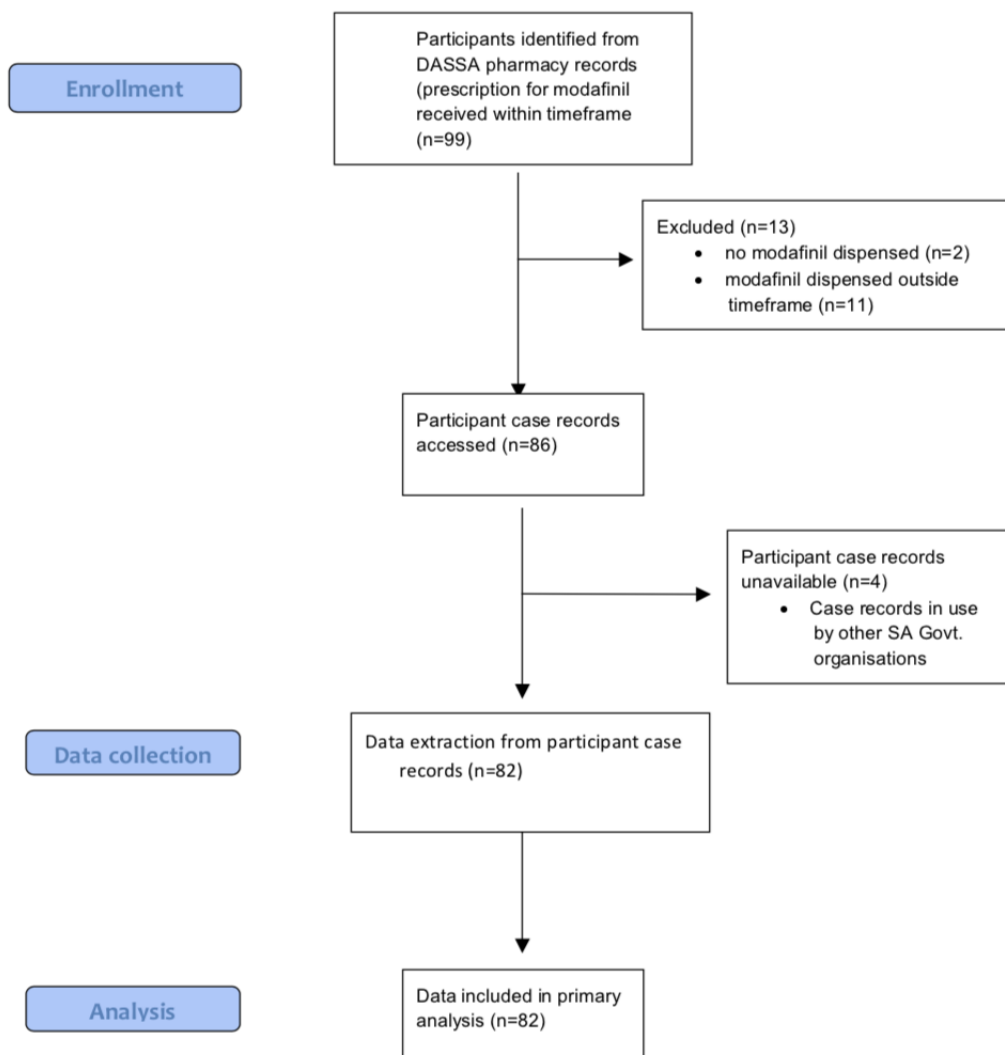 Enrollment
Participants identified from
DASSA pharmacy records
(prescription for modafinil
received within timeframe
(n=99)
Excluded (n=13)
• no modafinil dispensed (n=2)
• modafinil dispensed outside
timeframe (n=11)
Participant case records
accessed (n=86)
Participant case records
unavailable (n=4)
• Case records in use
by other SA Govt.
organisations
Data collection
Data extraction from participant case
records (n=82)
Analysis
Data included in primary
analysis (n=82)